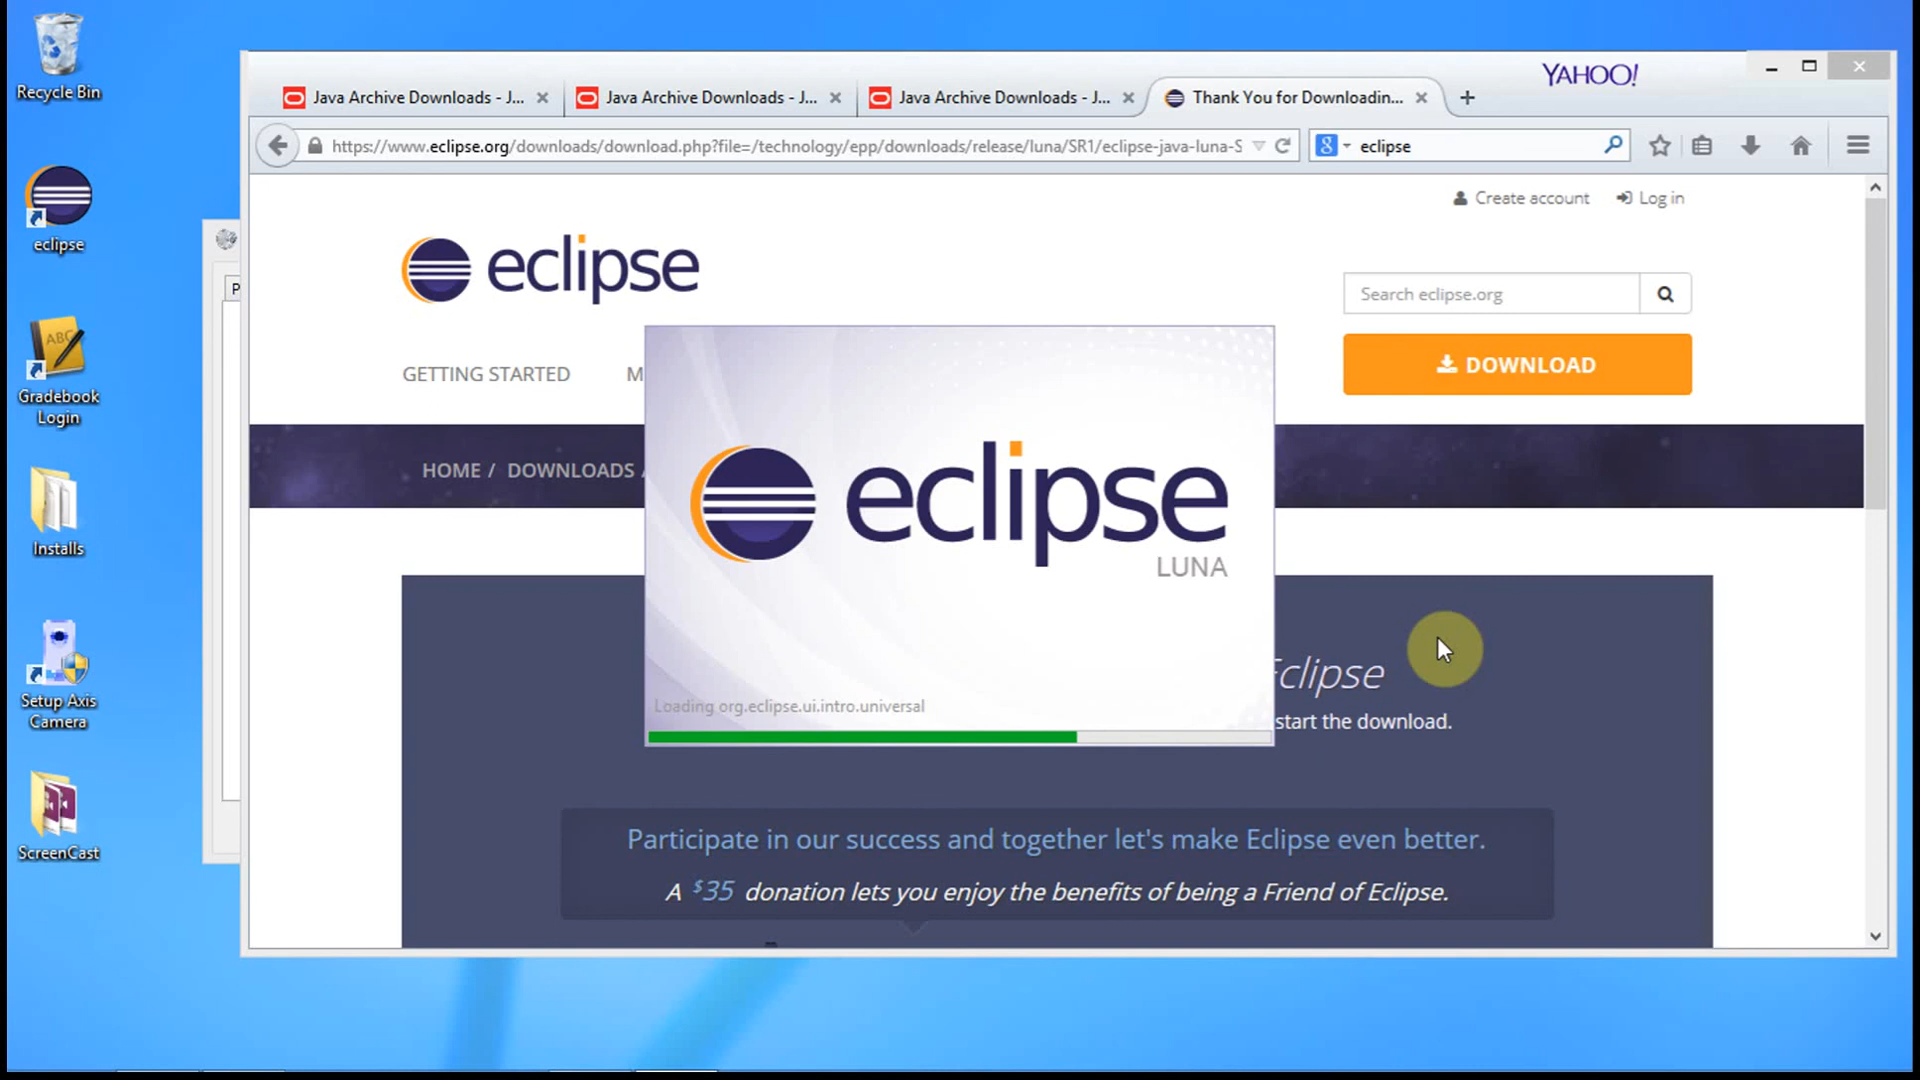 Recycle Bin
eclipse
Gradebook
Login
Installs
Setup Axis
Camera
ScreenCast
P
YAHOO!
Java Archive Downloads - J...
Java Archive Downloads - J...
Java Archive Downloads - J...
Thank You for Downloadin...
https://www.eclipse.org/downloads/download.php?file=/technology/epp/downloads/release/luna/SR1/eclipse-java-luna-S
8 eclipse
Create account
Log in
eclipse
Search eclipse.org
DOWNLOAD
GETTING STARTED M
HOME / DOWNLOADS /
eclipse
LUNA
Loading org.eclipse.ui.intro.universal
Eclipse
start the download.
Participate in our success and together let's make Eclipse even better.
A $35 donation lets you enjoy the benefits of being a Friend of Eclipse.